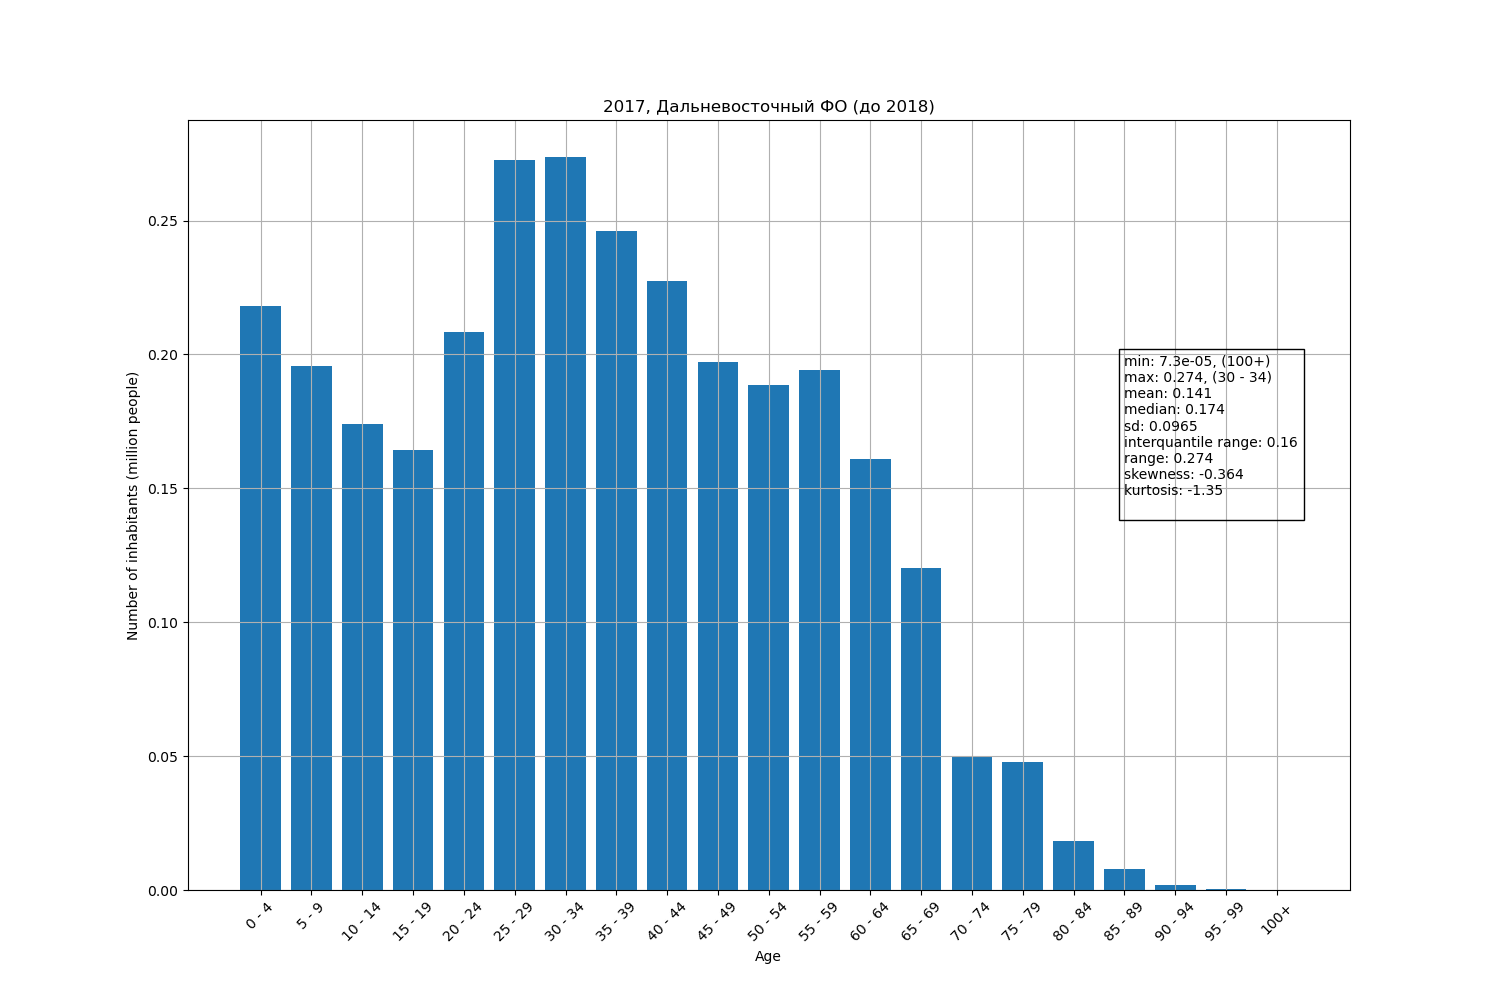 2017, Дальневосточный ФО (до 2018)
Number of inhabitants (million people)
0.25
0.20
0.15
0.10
0.05
0.00
min: 7.3e-05, (100+)
max: 0.274, (30 - 34)
mean: 0.141
median: 0.174
sd: 0.0965
interquantile range: 0.16
range: 0.274
skewness: -0.364
kurtosis: -1.35
0 - 4
5 - 9
10 - 14
15 - 19
20 - 24
25 - 29
30 - 34
35 - 39
40 - 44
45 - 49
50 - 54
55 - 59
60 - 64
65 - 69
70 - 74
75 - 79
80 - 84
85 - 89
90 - 94
95 - 99
100+
Age